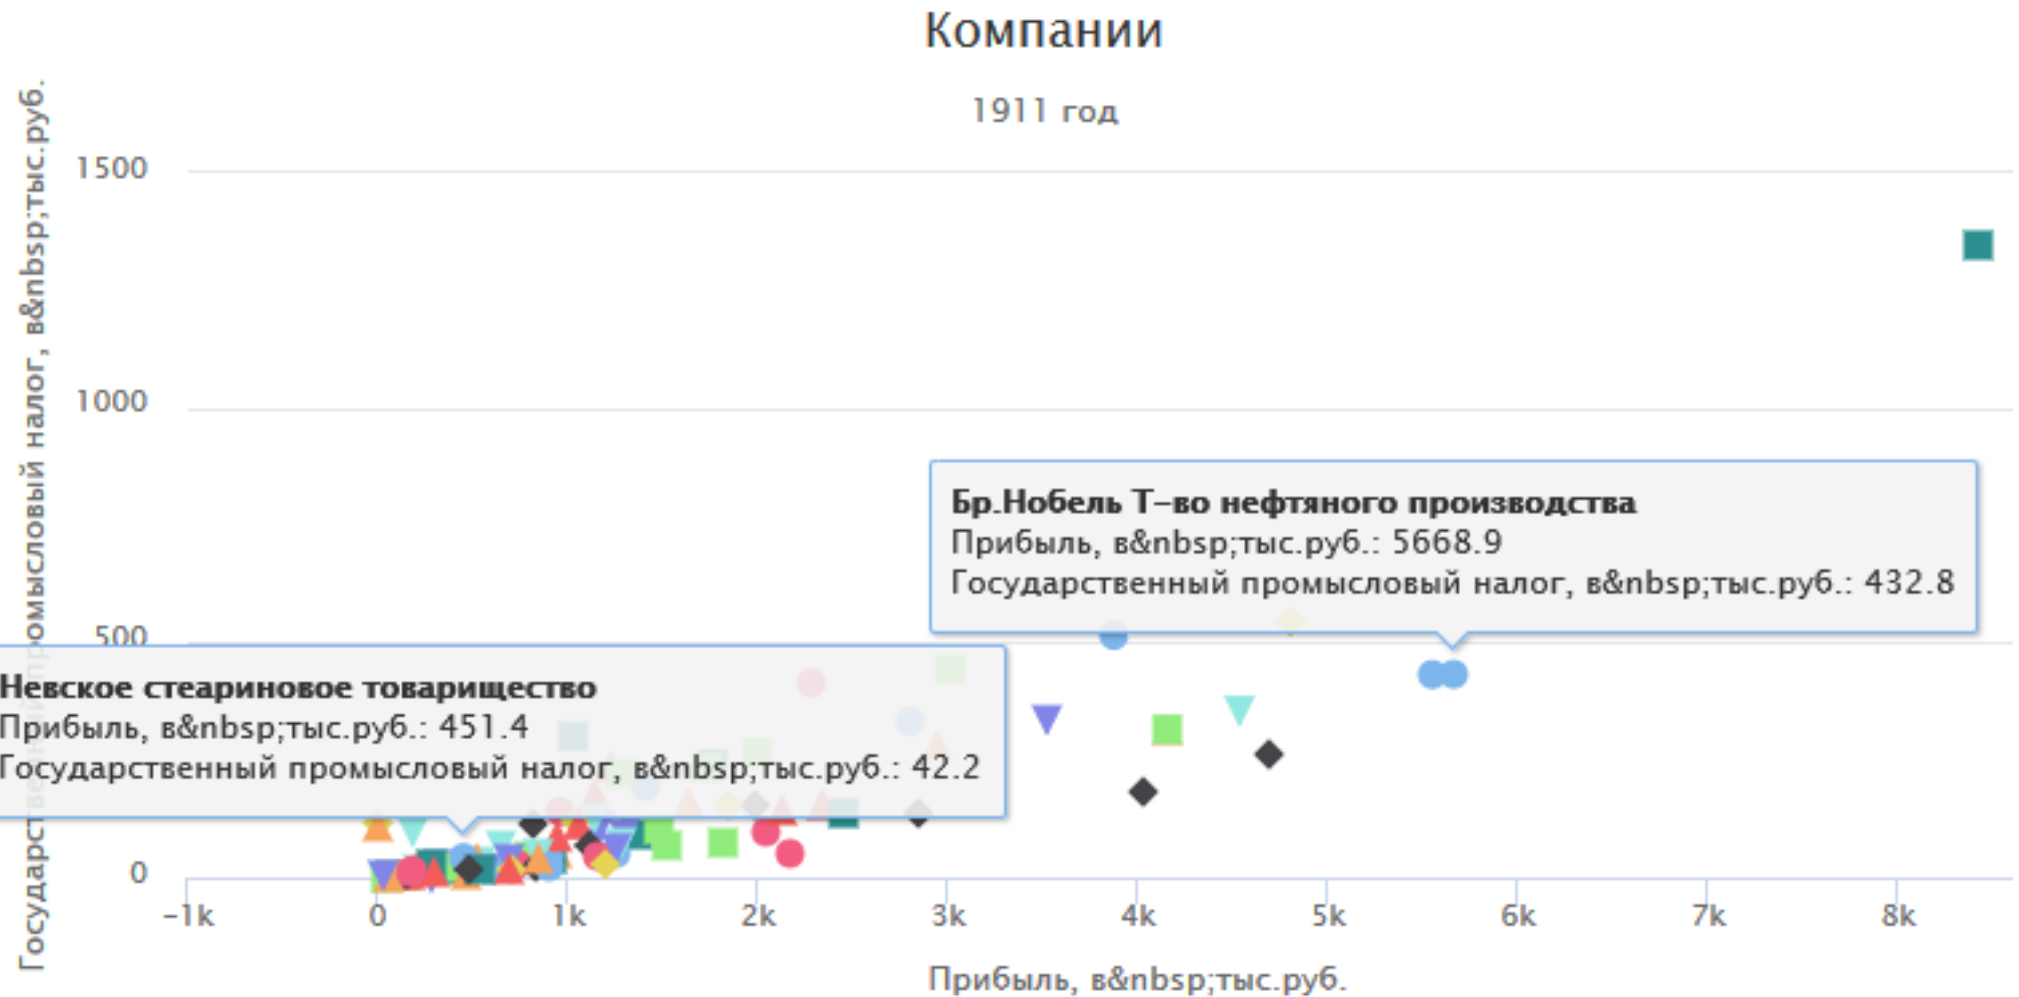 Компании
1911 год
Государственный промысловый налог, в&nbsp;тыс.руб.
1500
1000
500
0
Бр.Нобель Т-во нефтяного производства
Прибыль, в&nbsp;тыс.руб.: 5668.9
Государственный промысловый налог, в&nbsp;тыс.руб.: 432.8
Невское стеариновое товарищество
Прибыль, в&nbsp;тыс.руб.: 451.4
Государственный промысловый налог, в&nbsp;тыс.руб.: 42.2
-1k 0 1k 2k 3k 4k 5k 6k 7k 8k
Прибыль, в&nbsp;тыс.руб.